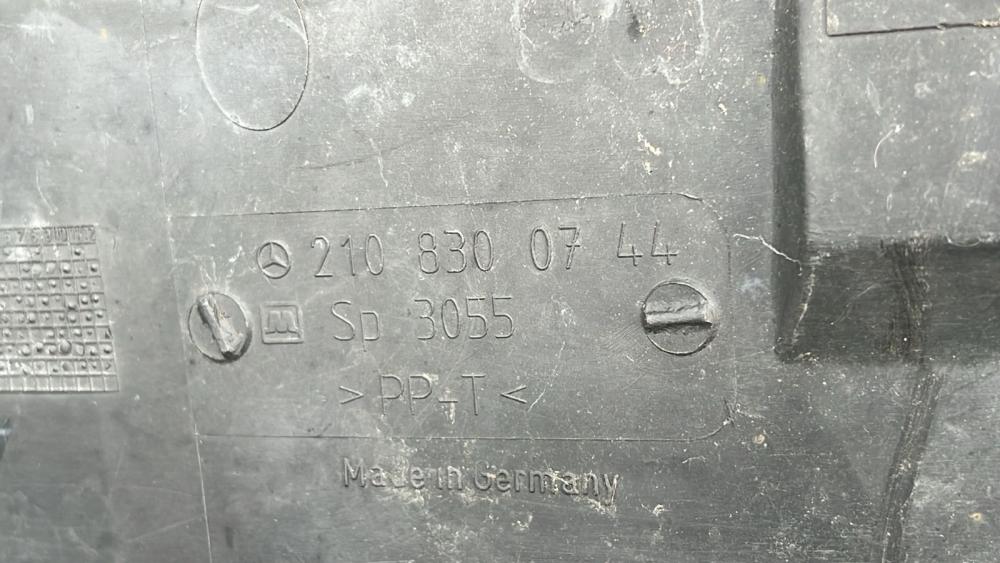 210 830 07 44
Sp 3055
>PP-T<
Made in Germany